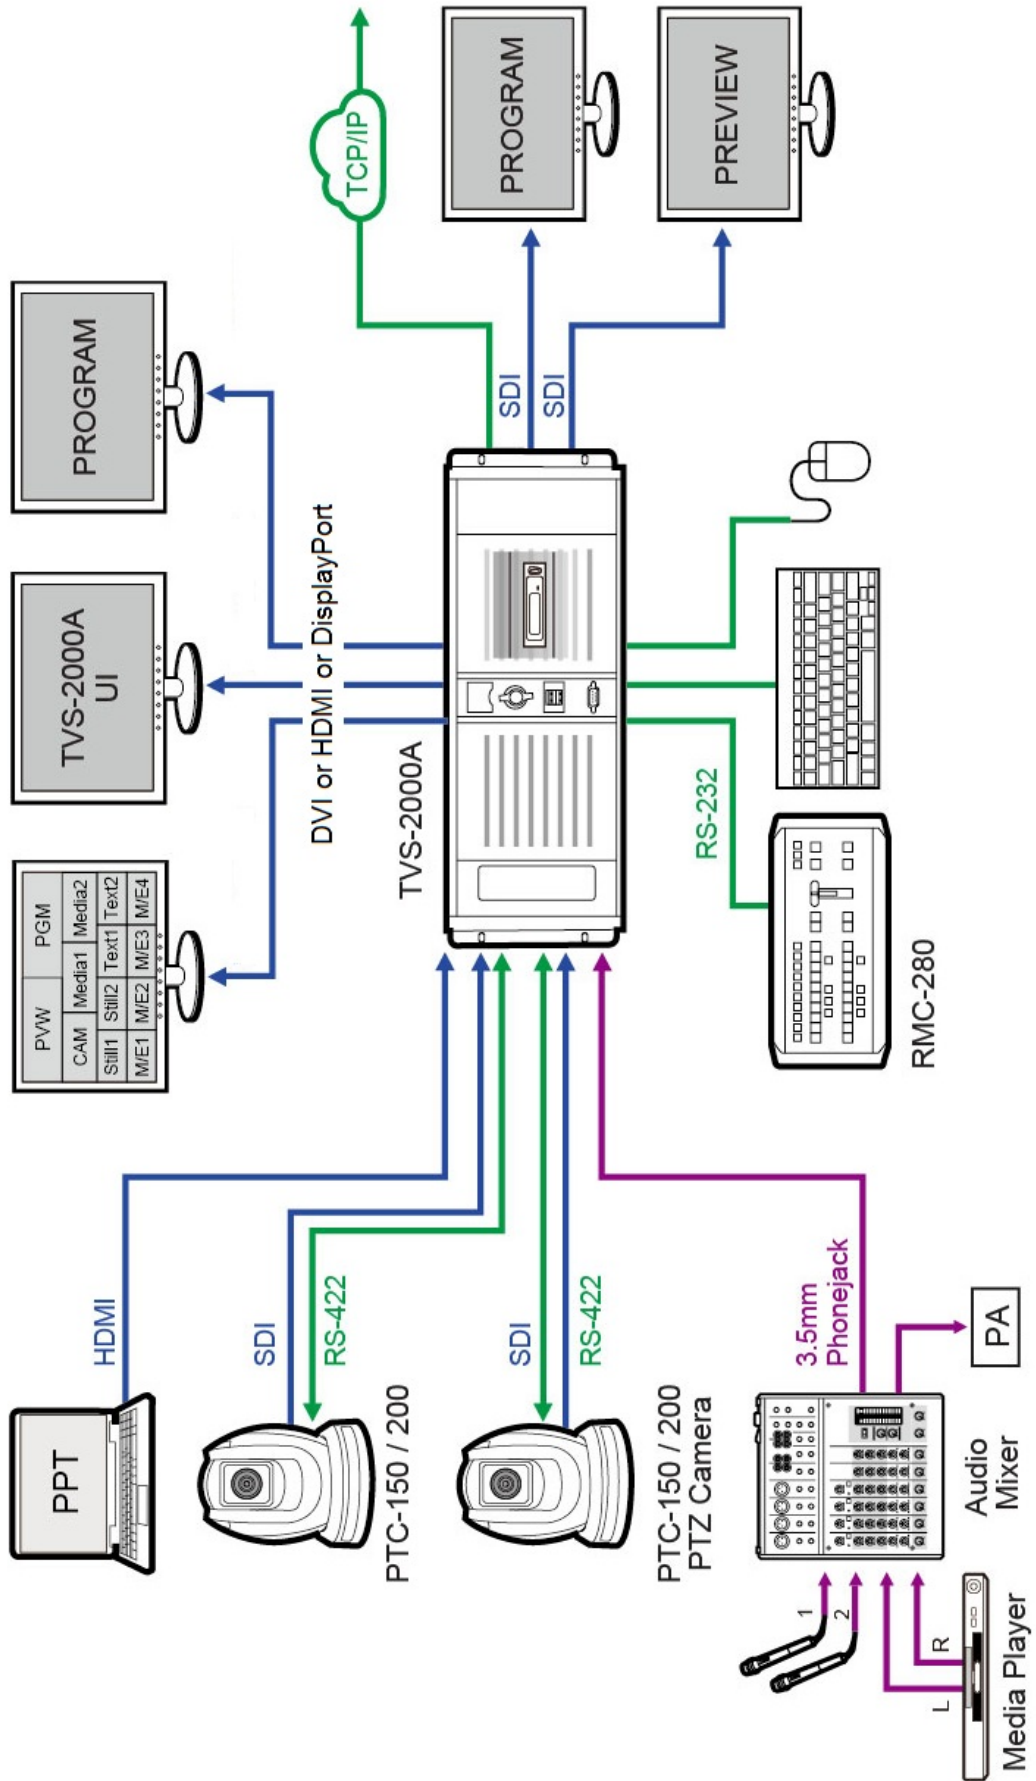 PPT
HDMI
PVW
PGM
CAM
Media1
Media2
Still1
Still2
Text1
Text2
M/E1
M/E2
M/E3
M/E4
TVS-2000A
UI
PROGRAM
DVI or HDMI or DisplayPort
SDI
RS-422
PTC-150 / 200
TVS-2000A
TCP/IP
SDI
PROGRAM
SDI
PREVIEW
SDI
RS-422
PTC-150 / 200
PTZ Camera
RS-232
RMC-280
3.5mm
Phonejack
PA
Audio
Mixer
1
2
L
R
Media Player